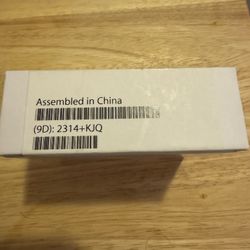 Assembled in China
(9D): 2314+KJQ